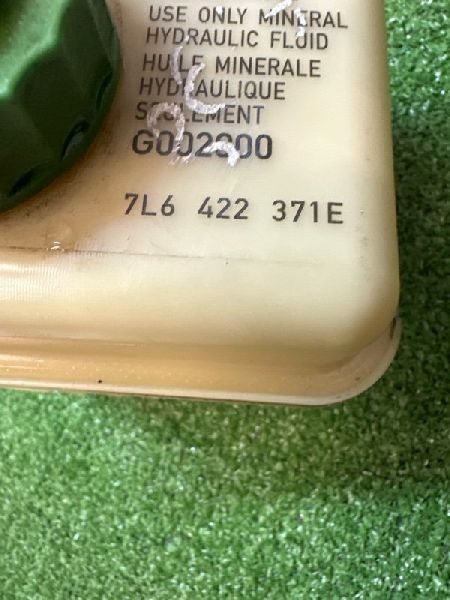 USE ONLY MINERAL
HYDRAULIC FLUID
HUILE MINERALE
HYDRAULIQUE
SEULEMENT
G002000
7L6 422 371E